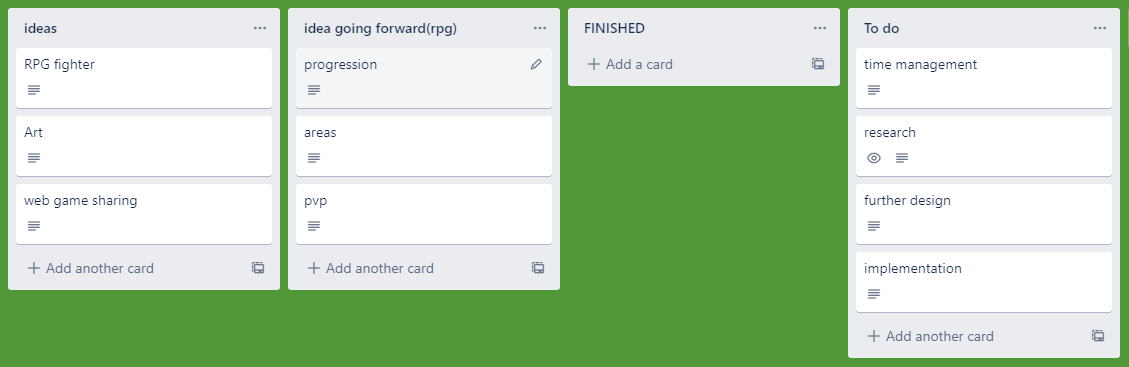 ideas
RPG fighter
Art
web game sharing
Add another card
idea going forward(rpg)
progression
areas
pvp
Add another card
FINISHED
Add a card
To do
time management
research
further design
implementation
Add another card